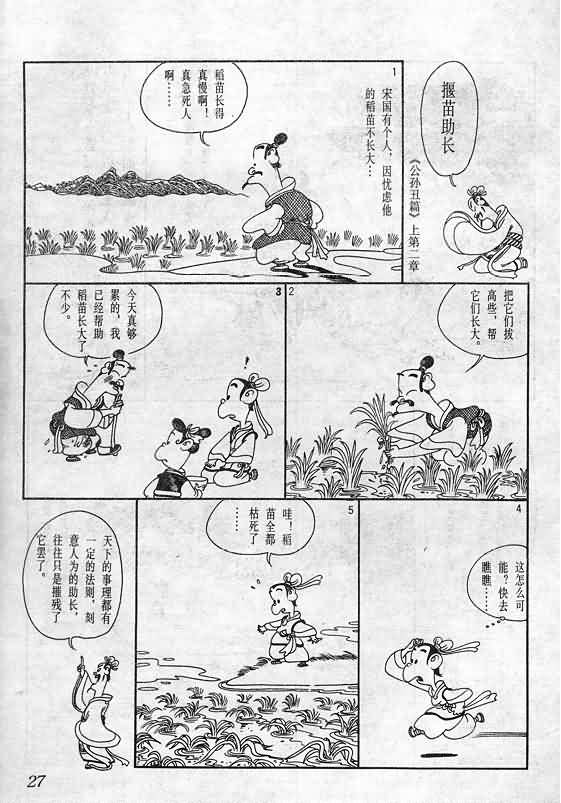 揠苗助长
《公孙丑篇》上第二章
1
宋国有个人，因忧虑他
的稻苗不长大…
稻苗长得
真慢啊！
真急死人
啊……
2
把它们拔
高些，帮
它们长大。
3
今天真够
累的，我
已经帮助
稻苗长大了
不少。
!
4
这怎么可
能？快去
瞧瞧……
5
哇！稻
苗全都
枯死了
……
天下的事理都有
一定的法则，刻
意人为的助长，
往往只是摧残了
它罢了。
27